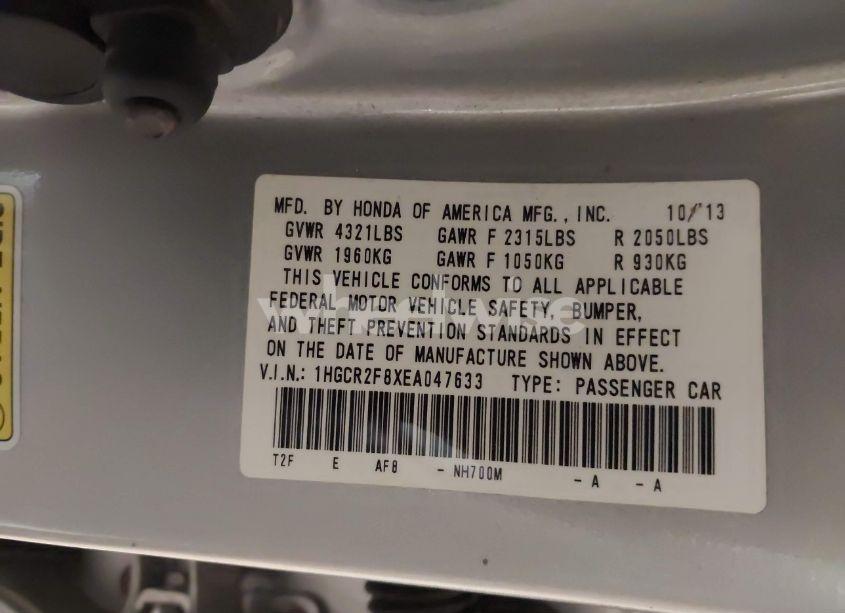 MFD. BY HONDA OF AMERICA MFG., INC. 10/'13
GVWR 4321LBS GAWR F 2315LBS R 2050LBS
GVWR 1960KG GAWR F 1050KG R 930KG
THIS VEHICLE CONFORMS TO ALL APPLICABLE
FEDERAL MOTOR VEHICLE SAFETY, BUMPER,
AND THEFT PREVENTION STANDARDS IN EFFECT
ON THE DATE OF MANUFACTURE SHOWN ABOVE.
V.I.N.: 1HGCR2F8XEA047633 TYPE: PASSENGER CAR
T2F E AF8 - NH700M - A - A
wheelwise